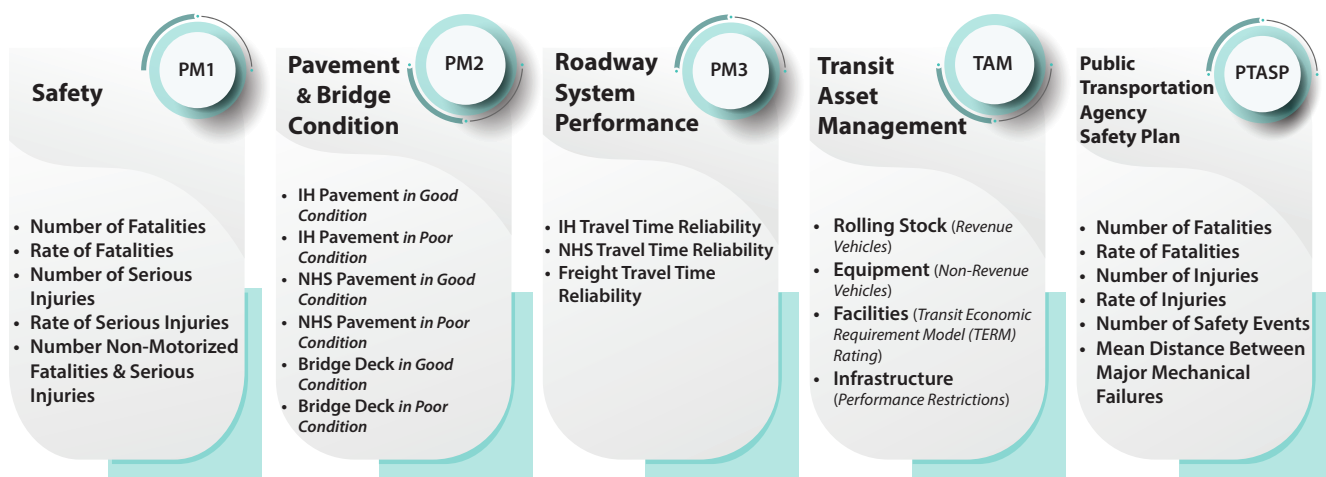 Safety
PM1
• Number of Fatalities
• Rate of Fatalities
• Number of Serious
Injuries
• Rate of Serious Injuries
• Number Non-Motorized
Fatalities & Serious
Injuries
Pavement
& Bridge
Condition
PM2
• IH Pavement in Good
Condition
• IH Pavement in Poor
Condition
• NHS Pavement in Good
Condition
• NHS Pavement in Poor
Condition
• Bridge Deck in Good
Condition
• Bridge Deck in Poor
Condition
Roadway
System
Performance
PM3
• IH Travel Time Reliability
• NHS Travel Time Reliability
• Freight Travel Time
Reliability
Transit
Asset
Management
TAM
• Rolling Stock (Revenue
Vehicles)
• Equipment (Non-Revenue
Vehicles)
• Facilities (Transit Economic
Requirement Model (TERM)
Rating)
• Infrastructure
(Performance Restrictions)
Public
Transportation
Agency
Safety Plan
PTASP
• Number of Fatalities
• Rate of Fatalities
• Number of Injuries
• Rate of Injuries
• Number of Safety Events
• Mean Distance Between
Major Mechanical
Failures